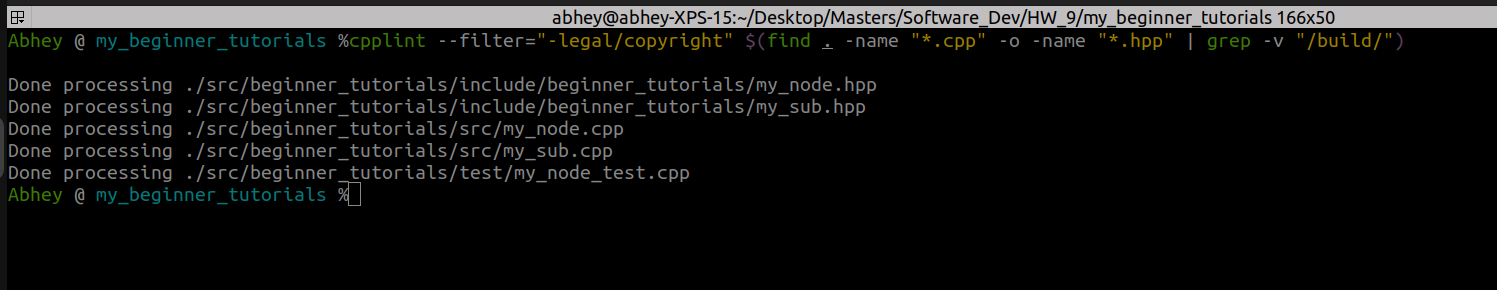 abhey@abhey-XPS-15:~/Desktop/Masters/Software_Dev/HW_9/my_beginner_tutorials 166x50
Abhey @ my_beginner_tutorials %cpplint --filter="-legal/copyright" $(find . -name "*.cpp" -o -name "*.hpp" | grep -v "/build/")
Done processing ./src/beginner_tutorials/include/beginner_tutorials/my_node.hpp
Done processing ./src/beginner_tutorials/include/beginner_tutorials/my_sub.hpp
Done processing ./src/beginner_tutorials/src/my_node.cpp
Done processing ./src/beginner_tutorials/src/my_sub.cpp
Done processing ./src/beginner_tutorials/test/my_node_test.cpp
Abhey @ my_beginner_tutorials %